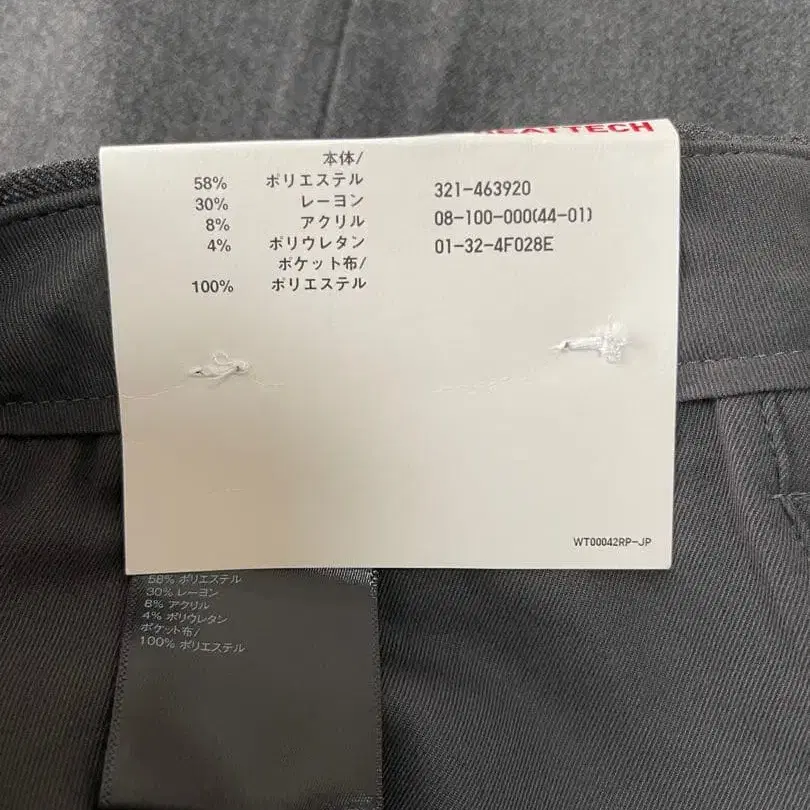 HEATTECH
本体/
58% ポリエステル
30% レーヨン
8% アクリル
4% ポリウレタン
ポケット布/
100% ポリエステル
321-463920
08-100-000(44-01)
01-32-4F028E
WT00042RP-JP
58% ポリエステル
30% レーヨン
8% アクリル
4% ポリウレタン
ポケット布/
100% ポリエステル